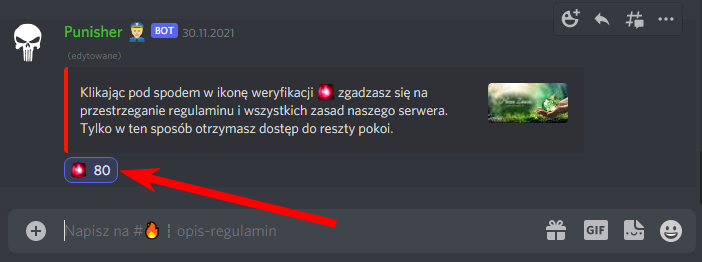 Punisher 👮 BOT 30.11.2021
(edytowane)
Klikając pod spodem w ikonę weryfikacji zgadzasz się na
przestrzeganie regulaminu i wszystkich zasad naszego serwera.
Tylko w ten sposób otrzymasz dostęp do reszty pokoi.
80
Napisz na #🔥┆opis-regulamin
GIF